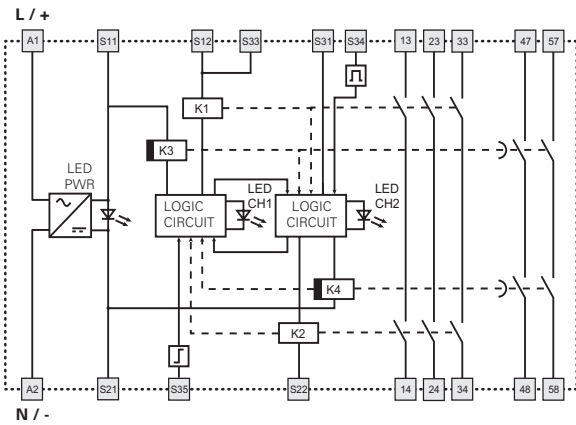 L / +
A1 S11 S12 S33 S31 S34 13 23 33 47 57
K1
K3
LED
PWR
LOGIC
CIRCUIT
LED
CH1
LOGIC
CIRCUIT
LED
CH2
K4
K2
S35
A2 S21 S22 14 24 34 48 58
N / -